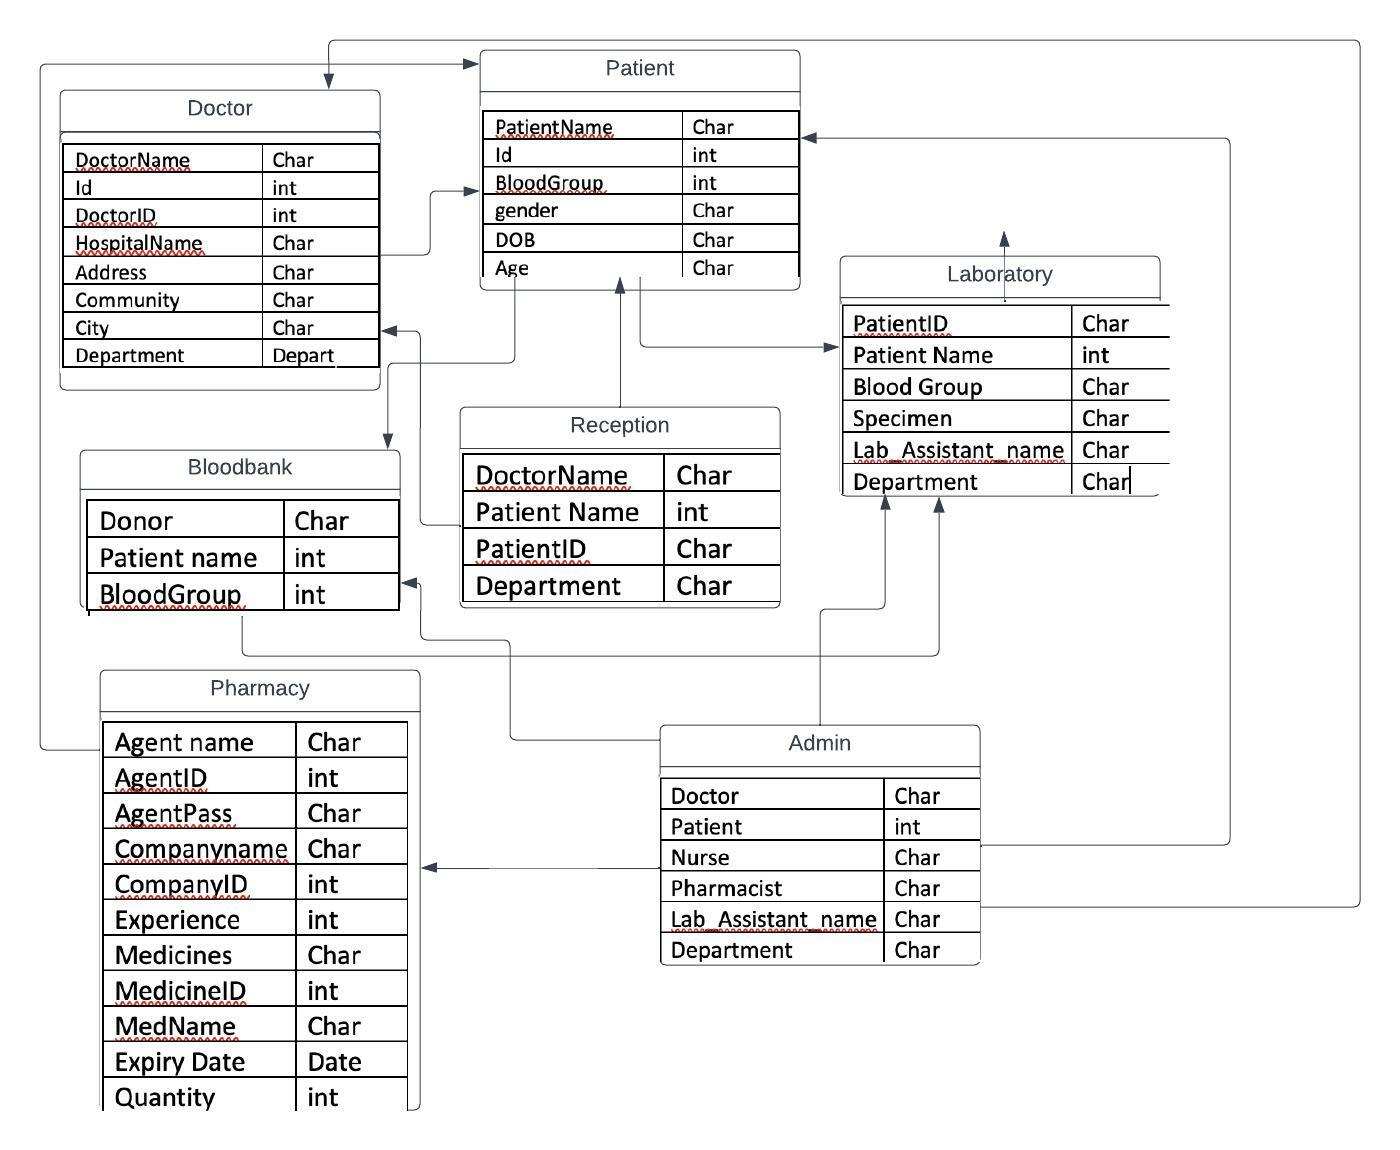 Patient
PatientName Char
Id int
BloodGroup int
gender Char
DOB Char
Age Char
Doctor
DoctorName Char
Id int
DoctorID int
HospitalName Char
Address Char
Community Char
City Char
Department Depart
Laboratory
PatientID Char
Patient Name int
Blood Group Char
Specimen Char
Lab_Assistant_name Char
Department Char
Reception
DoctorName Char
Patient Name int
PatientID Char
Department Char
Bloodbank
Donor Char
Patient name int
BloodGroup int
Pharmacy
Agent name Char
AgentID int
AgentPass Char
Companyname Char
CompanyID int
Experience int
Medicines Char
MedicineID int
MedName Char
Expiry Date Date
Quantity int
Admin
Doctor Char
Patient int
Nurse Char
Pharmacist Char
Lab_Assistant_name Char
Department Char